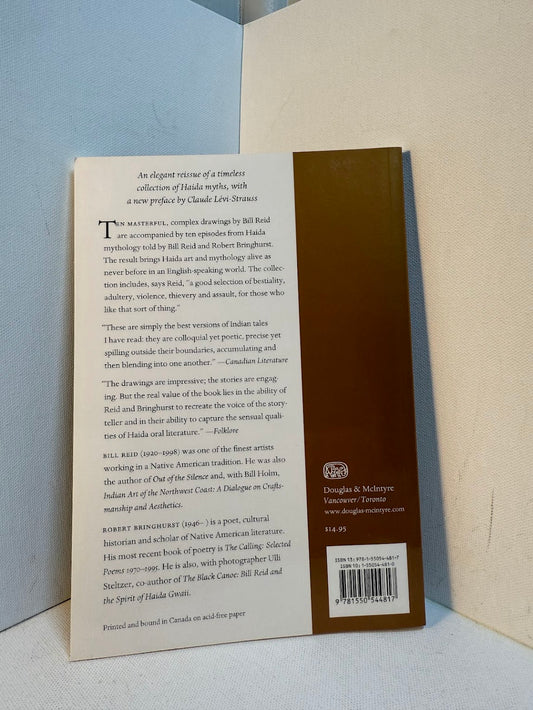 An elegant reissue of a timeless
collection of Haida myths, with
a new preface by Claude Lévi-Strauss
TEN MASTERFUL, complex drawings by Bill Reid
are accompanied by ten episodes from Haida
mythology told by Bill Reid and Robert Bringhurst.
The result brings Haida art and mythology alive as
never before in an English-speaking world. The collec-
tion includes, says Reid, "a good selection of bestiality,
adultery, violence, thievery and assault, for those who
like that sort of thing."
"These are simply the best versions of Indian tales
I have read: they are colloquial yet poetic, precise yet
spilling outside their boundaries, accumulating and
then blending into one another." —Canadian Literature
"The drawings are impressive; the stories are engag-
ing. But the real value of the book lies in the ability of
Reid and Bringhurst to recreate the voice of the story-
teller and in their ability to capture the sensual quali-
ties of Haida oral literature." —Folklore
BILL REID (1920–1998) was one of the finest artists
working in a Native American tradition. He was also
the author of Out of the Silence and, with Bill Holm,
Indian Art of the Northwest Coast: A Dialogue on Crafts-
manship and Aesthetics.
ROBERT BRINGHURST (1946– ) is a poet, cultural
historian and scholar of Native American literature.
His most recent book of poetry is The Calling: Selected
Poems 1970–1995. He is also, with photographer Ulli
Steltzer, co-author of The Black Canoe: Bill Reid and
the Spirit of Haida Gwaii.
Printed and bound in Canada on acid-free paper
Douglas & McIntyre
Vancouver/Toronto
www.douglas-mcintyre.com
$14.95
ISBN 13: 978-1-55054-481-7
ISBN 10: 1-55054-481-0
9 781550 544817